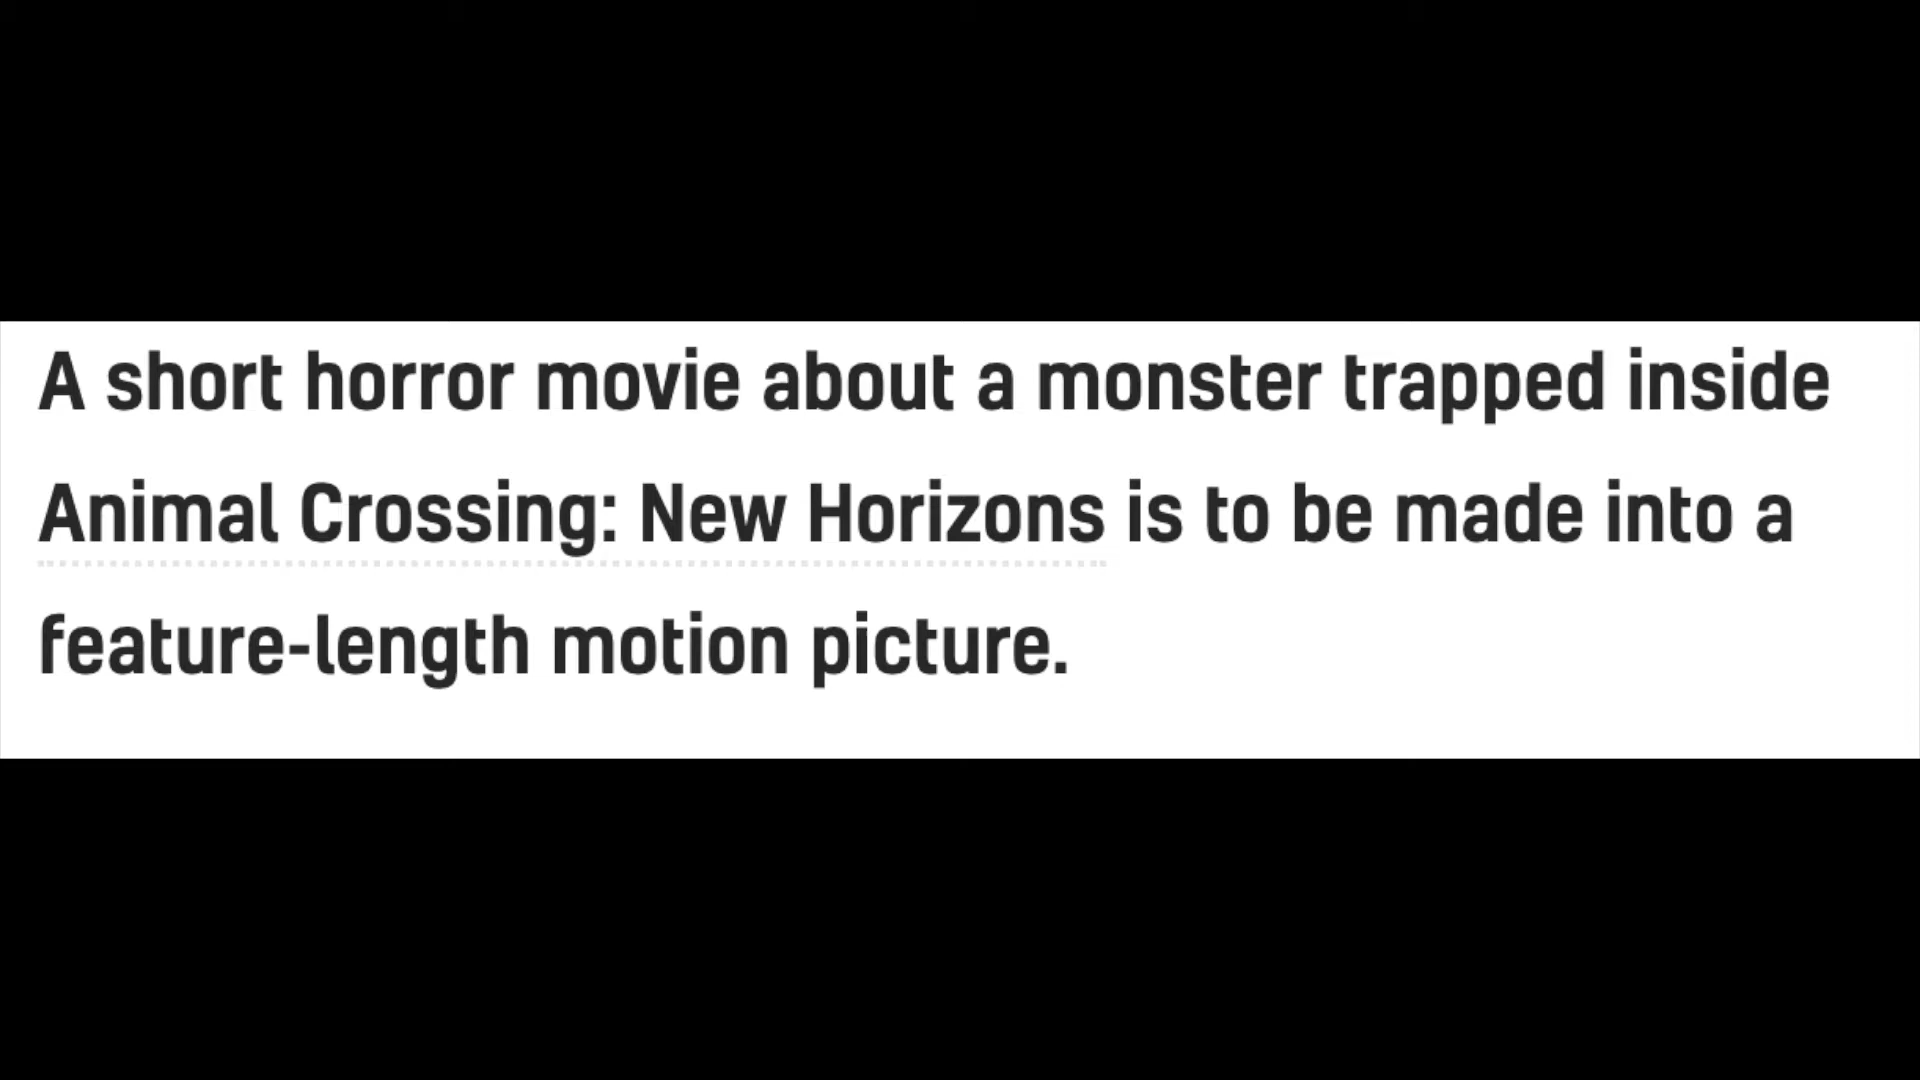 A short horror movie about a monster trapped inside
Animal Crossing: New Horizons is to be made into a
feature-length motion picture.